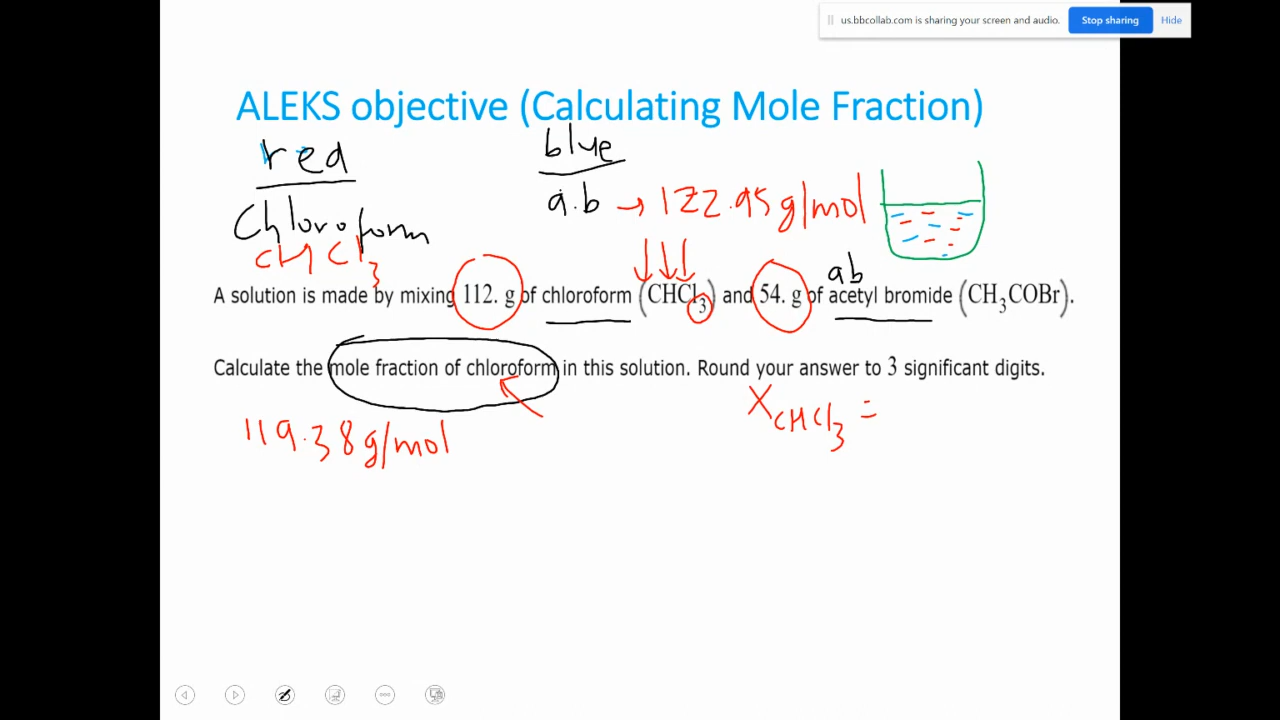 us.bbcollab.com is sharing your screen and audio. Stop sharing Hide
ALEKS objective (Calculating Mole Fraction)
red
blue
Chloroform
a.b → 122.95 g/mol
CHCl3
ab
A solution is made by mixing 112. g of chloroform (CHCl3) and 54. g of acetyl bromide (CH3COBr).
Calculate the mole fraction of chloroform in this solution. Round your answer to 3 significant digits.
119.38 g/mol
XCHCl3 =